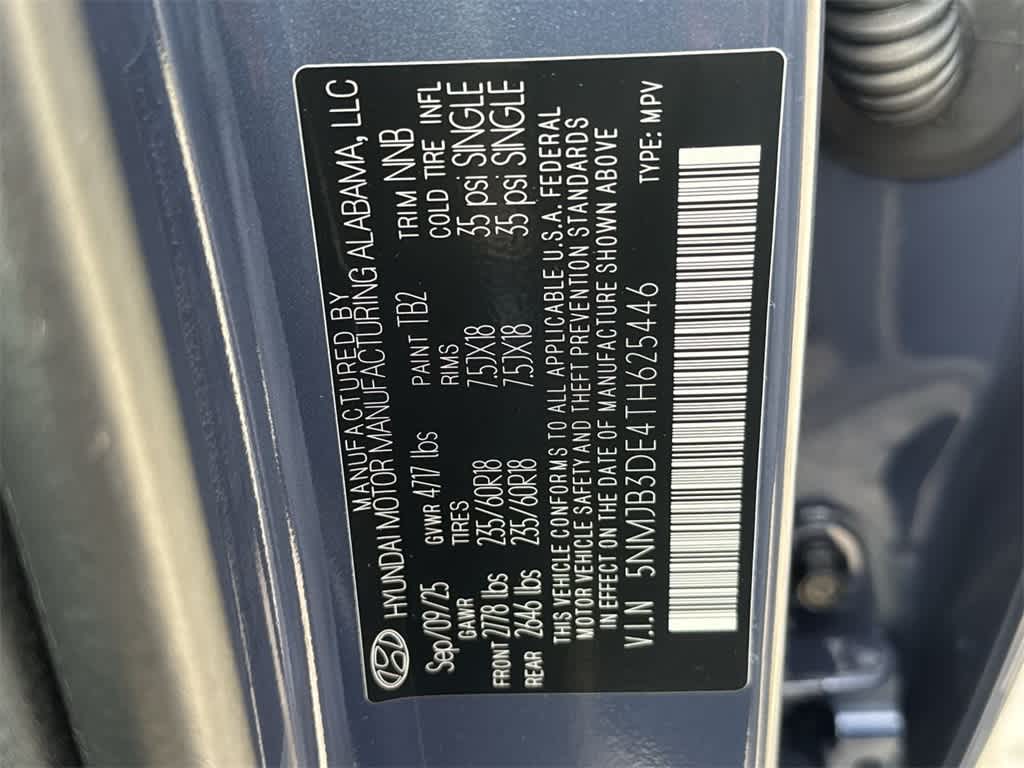 MANUFACTURED BY
HYUNDAI MOTOR MANUFACTURING ALABAMA, LLC
Sep/09/25 GVWR 4717 lbs PAINT TB2 TRIM NNB
GAWR TIRES RIMS COLD TIRE INFL
FRONT 2778 lbs 235/60R18 7.5JX18 35 psi SINGLE
REAR 2646 lbs 235/60R18 7.5JX18 35 psi SINGLE
THIS VEHICLE CONFORMS TO ALL APPLICABLE U.S.A. FEDERAL
MOTOR VEHICLE SAFETY AND THEFT PREVENTION STANDARDS
IN EFFECT ON THE DATE OF MANUFACTURE SHOWN ABOVE
V.I.N 5NMJB3DE4TH625446 TYPE: MPV